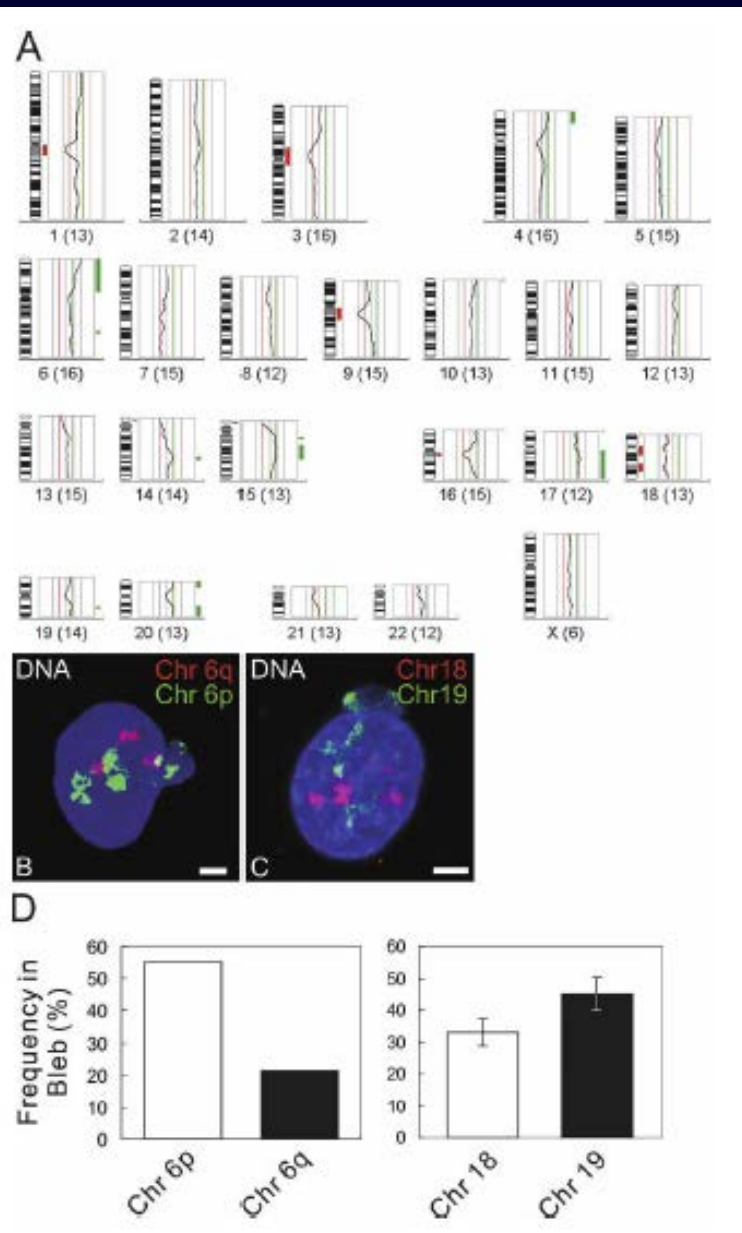 A
1 (13) 2 (14) 3 (16) 4 (16) 5 (15)
6 (16) 7 (15) 8 (12) 9 (15) 10 (13) 11 (15) 12 (13)
13 (15) 14 (14) 15 (13) 16 (15) 17 (12) 18 (13)
19 (14) 20 (13) 21 (13) 22 (12) X (6)
DNA Chr 6q
Chr 6p
B
DNA Chr18
Chr19
C
D
Frequency in
Bleb (%)
60
50
40
30
20
10
0
Chr 6p Chr 6q
60
50
40
30
20
10
0
Chr 18 Chr 19